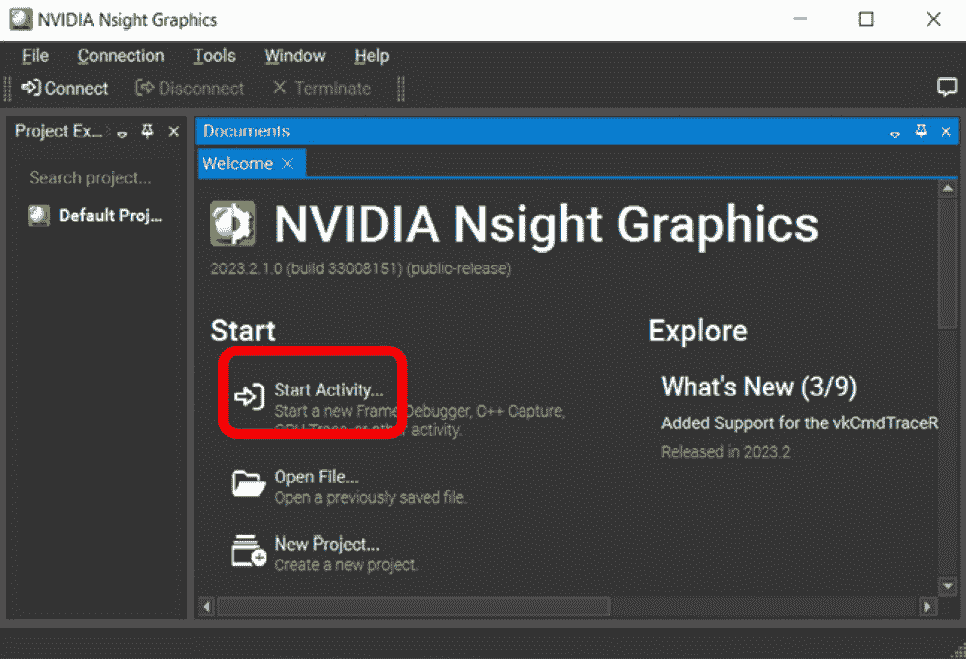 NVIDIA Nsight Graphics
File Connection Tools Window Help
Connect Disconnect Terminate
Project Ex...
Documents
Search project...
Welcome
Default Proj...
NVIDIA Nsight Graphics
2023.2.1.0 (build 33008151) (public-release)
Start
Start Activity...
Start a new Frame Debugger, C++ Capture,
GPU Trace, or other activity.
Open File...
Open a previously saved file.
New Project...
Create a new project.
Explore
What's New (3/9)
Added Support for the vkCmdTraceR
Released in 2023.2